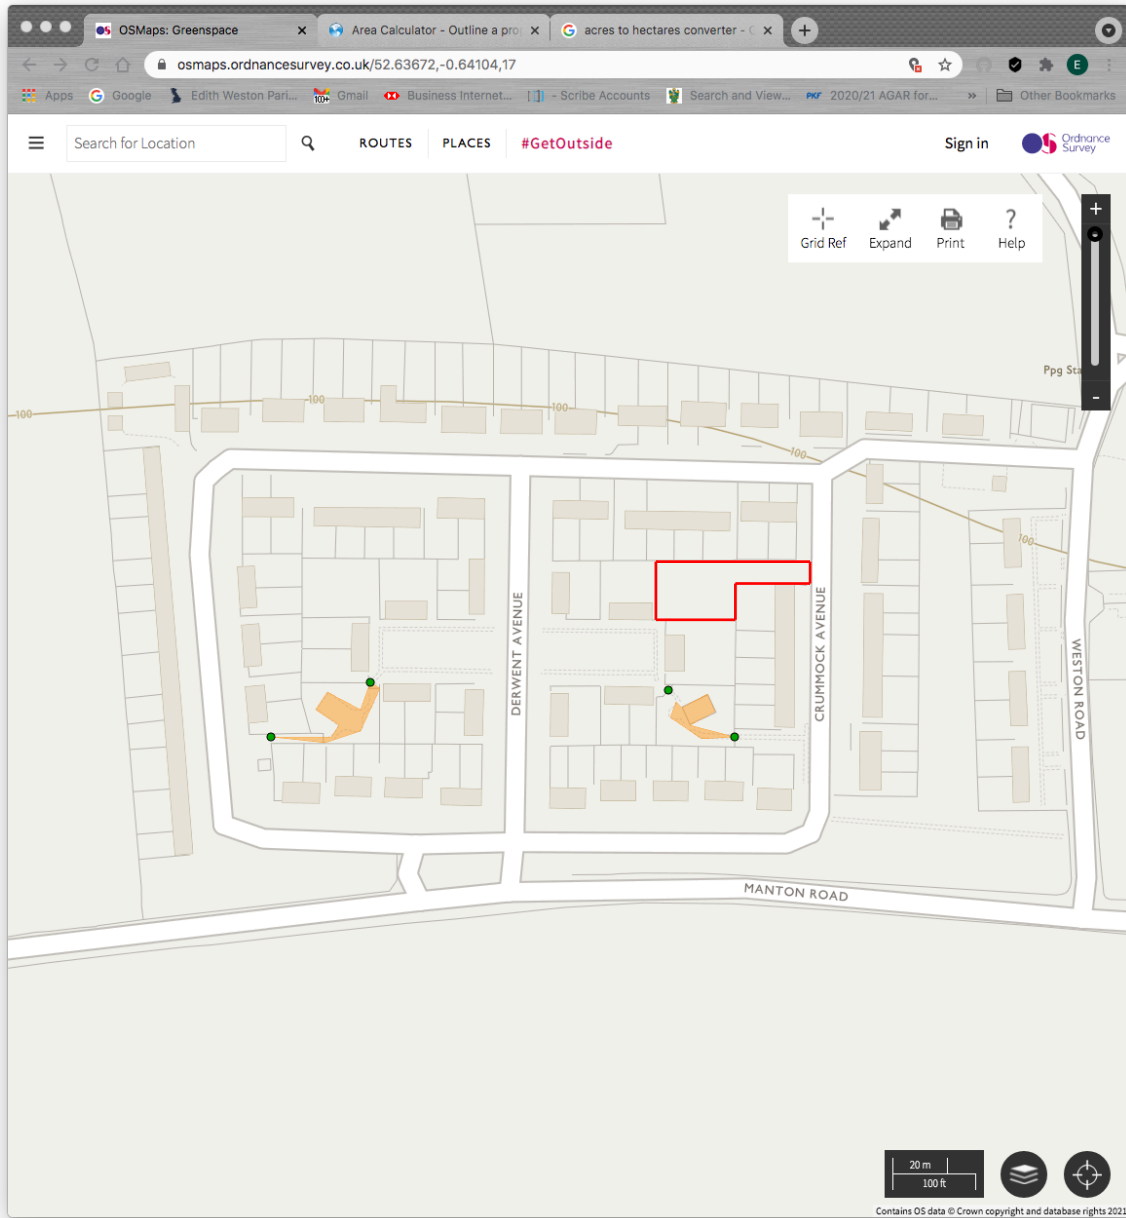 OSMaps: Greenspace
Area Calculator - Outline a pro
acres to hectares converter -
osmaps.ordnancesurvey.co.uk/52.63672,-0.64104,17
E
Apps Google Edith Weston Pari... Gmail Business Internet... - Scribe Accounts Search and View... PKF 2020/21 AGAR for... » Other Bookmarks
Search for Location ROUTES PLACES #GetOutside Sign in OS Ordnance
Survey
Grid Ref Expand Print Help
+
-
Ppg Sta
100
100
100
100
100
DERWENT AVENUE
CRUMMOCK AVENUE
WESTON ROAD
MANTON ROAD
20 m
100 ft
Contains OS data © Crown copyright and database rights 2021